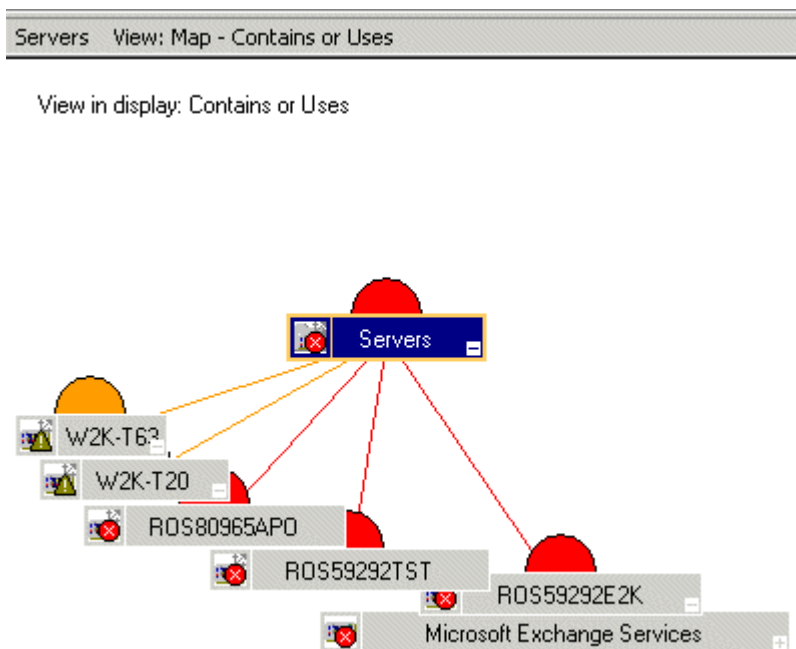 Servers View: Map - Contains or Uses
View in display: Contains or Uses
Servers
W2K-T63
W2K-T20
ROS80965APO
ROS59292TST
ROS59292E2K
Microsoft Exchange Services